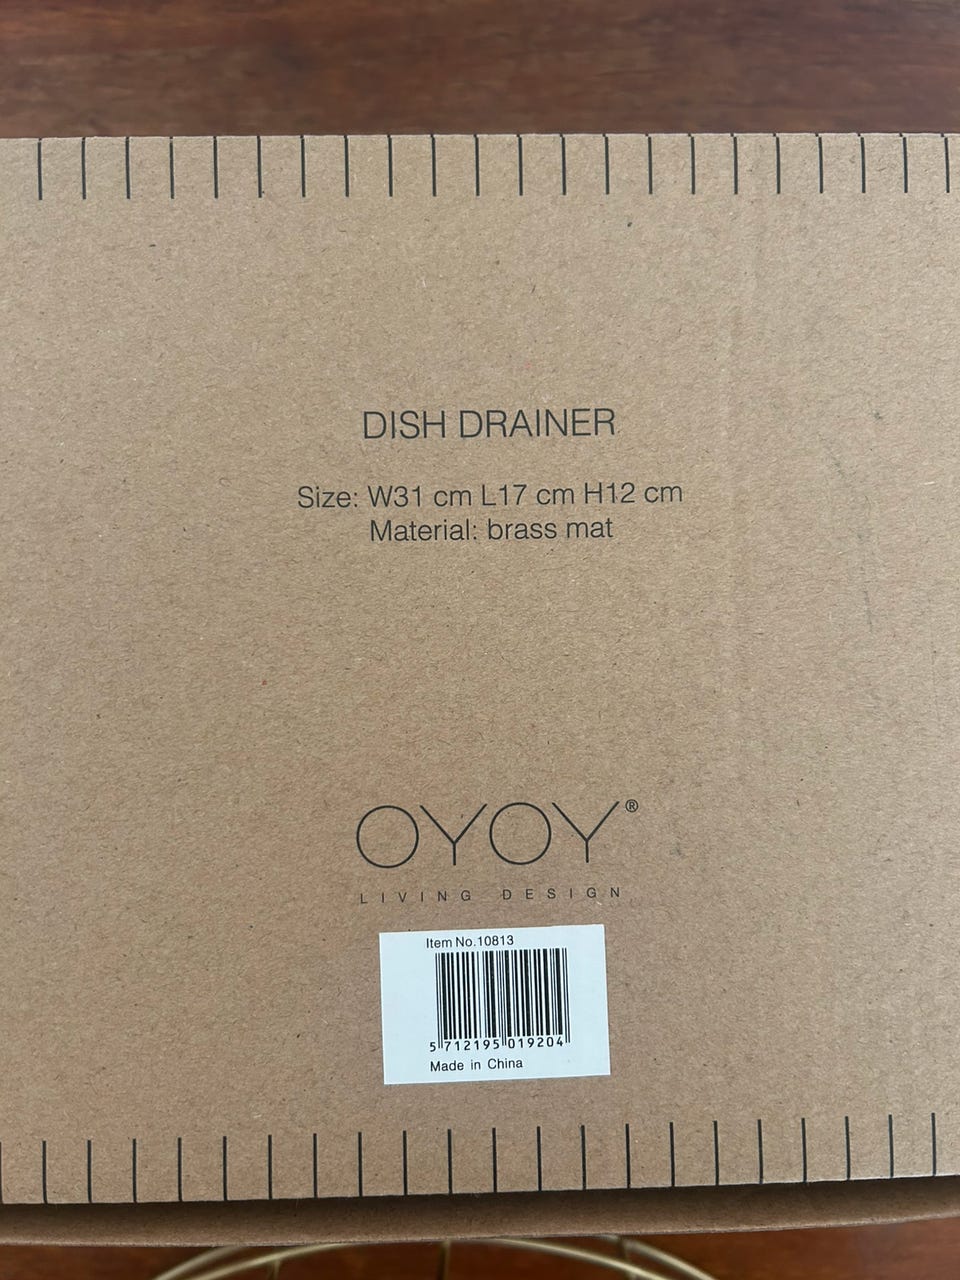 DISH DRAINER
Size: W31 cm L17 cm H12 cm
Material: brass mat
OYOY®
LIVING DESIGN
Item No.10813
5 712195 019204
Made in China